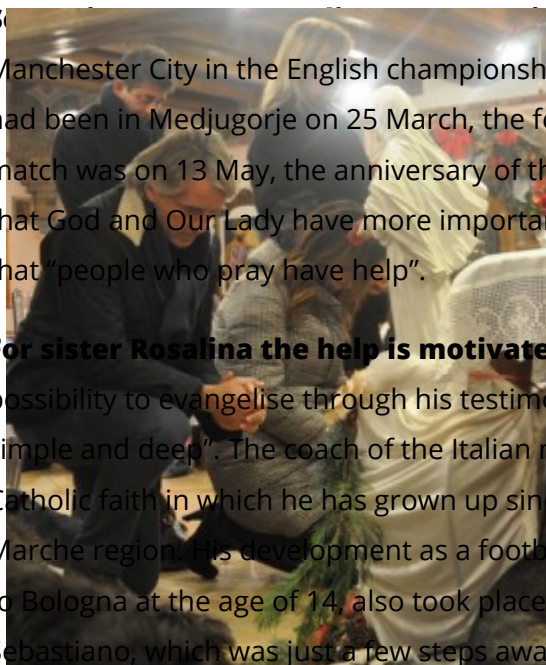 Manchester City in the English championsh
had been in Medjugorje on 25 March, the fe
match was on 13 May, the anniversary of th
that God and Our Lady have more importa
that “people who pray have help”.
For sister Rosalina the help is motivate
possibility to evangelise through his testimo
simple and deep”. The coach of the Italian n
Catholic faith in which he has grown up sin
Marche region. His development as a footb
to Bologna at the age of 14, also took place
Sebastiano, which was just a few steps awa